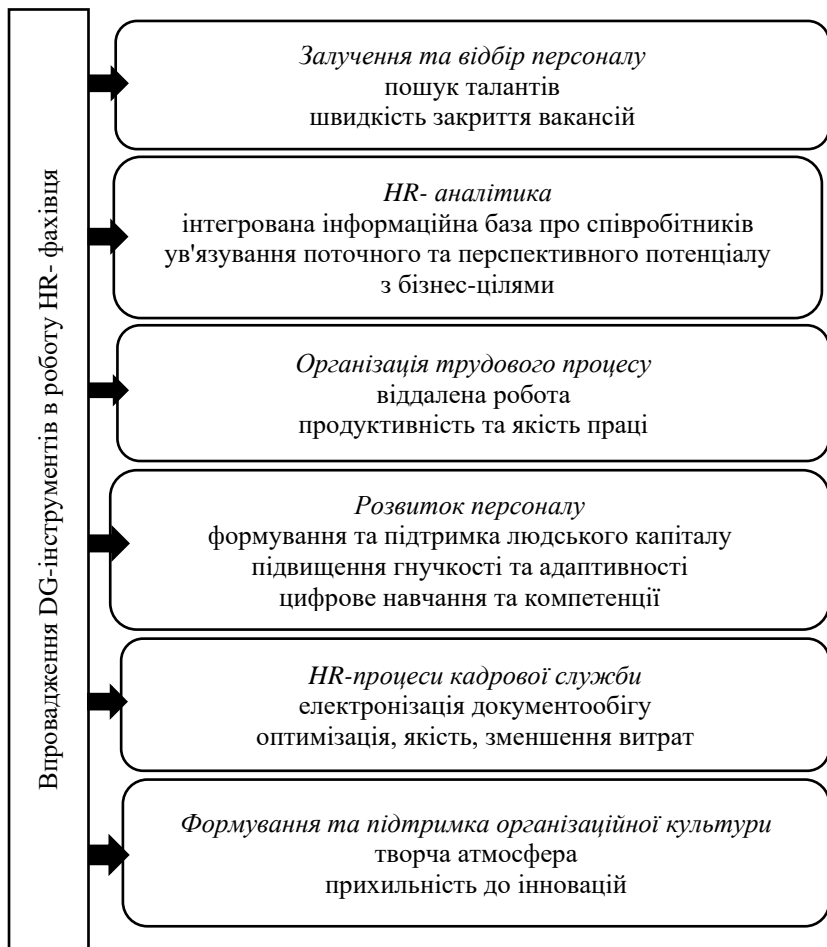 Впровадження DG-інструментів в роботу HR- фахівця
Залучення та відбір персоналу
пошук талантів
швидкість закриття вакансій
HR- аналітика
інтегрована інформаційна база про співробітників
ув'язування поточного та перспективного потенціалу
з бізнес-цілями
Організація трудового процесу
віддалена робота
продуктивність та якість праці
Розвиток персоналу
формування та підтримка людського капіталу
підвищення гнучкості та адаптивності
цифрове навчання та компетенції
HR-процеси кадрової служби
електронізація документообігу
оптимізація, якість, зменшення витрат
Формування та підтримка організаційної культури
творча атмосфера
прихильність до інновацій